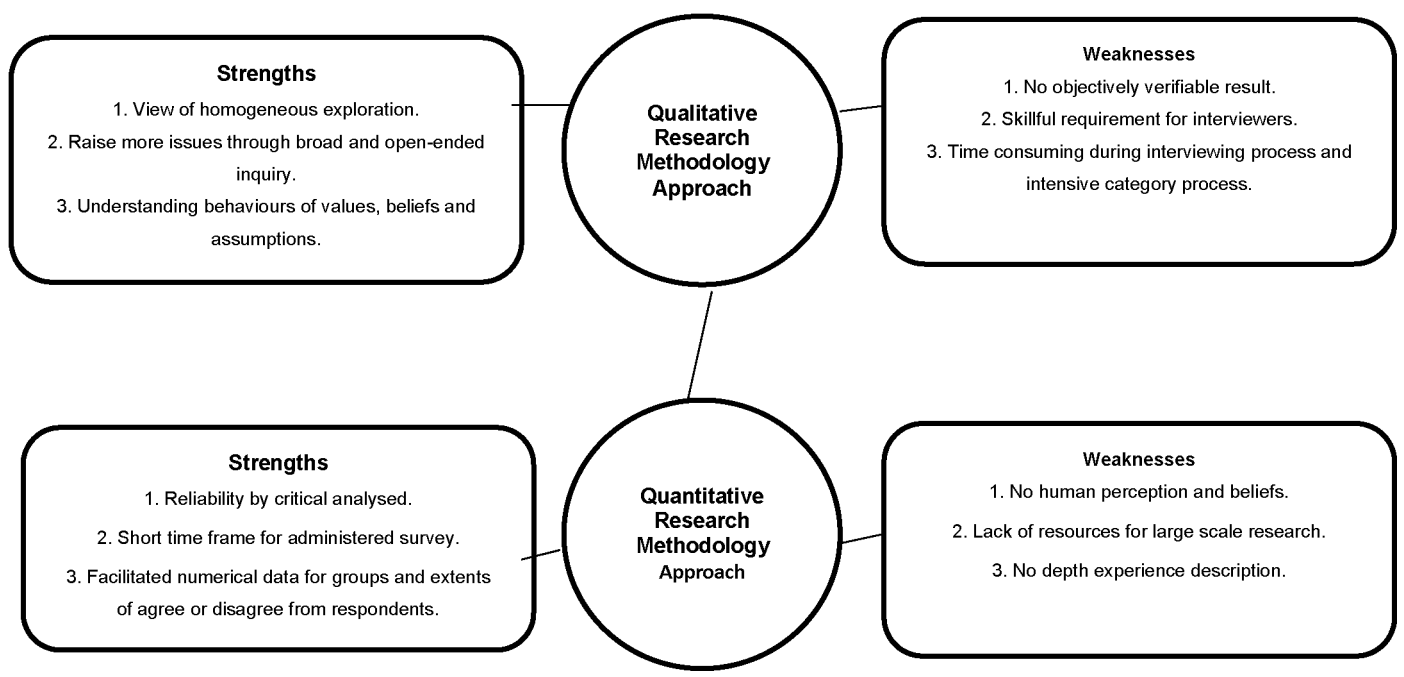 Strengths
1. View of homogeneous exploration.
2. Raise more issues through broad and open-ended
inquiry.
3. Understanding behaviours of values, beliefs and
assumptions.
Qualitative
Research
Methodology
Approach
Weaknesses
1. No objectively verifiable result.
2. Skillful requirement for interviewers.
3. Time consuming during interviewing process and
intensive category process.
Strengths
1. Reliability by critical analysed.
2. Short time frame for administered survey.
3. Facilitated numerical data for groups and extents
of agree or disagree from respondents.
Quantitative
Research
Methodology
Approach
Weaknesses
1. No human perception and beliefs.
2. Lack of resources for large scale research.
3. No depth experience description.